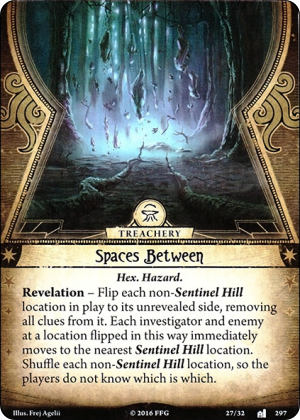 TREACHERY
Spaces Between
Hex. Hazard.
Revelation – Flip each non-Sentinel Hill
location in play to its unrevealed side, removing
all clues from it. Each investigator and enemy
at a location flipped in this way immediately
moves to the nearest Sentinel Hill location.
Shuffle each non-Sentinel Hill location, so
the players do not know which is which.
Illus. Frej Agelii
© 2016 FFG
27/32
297